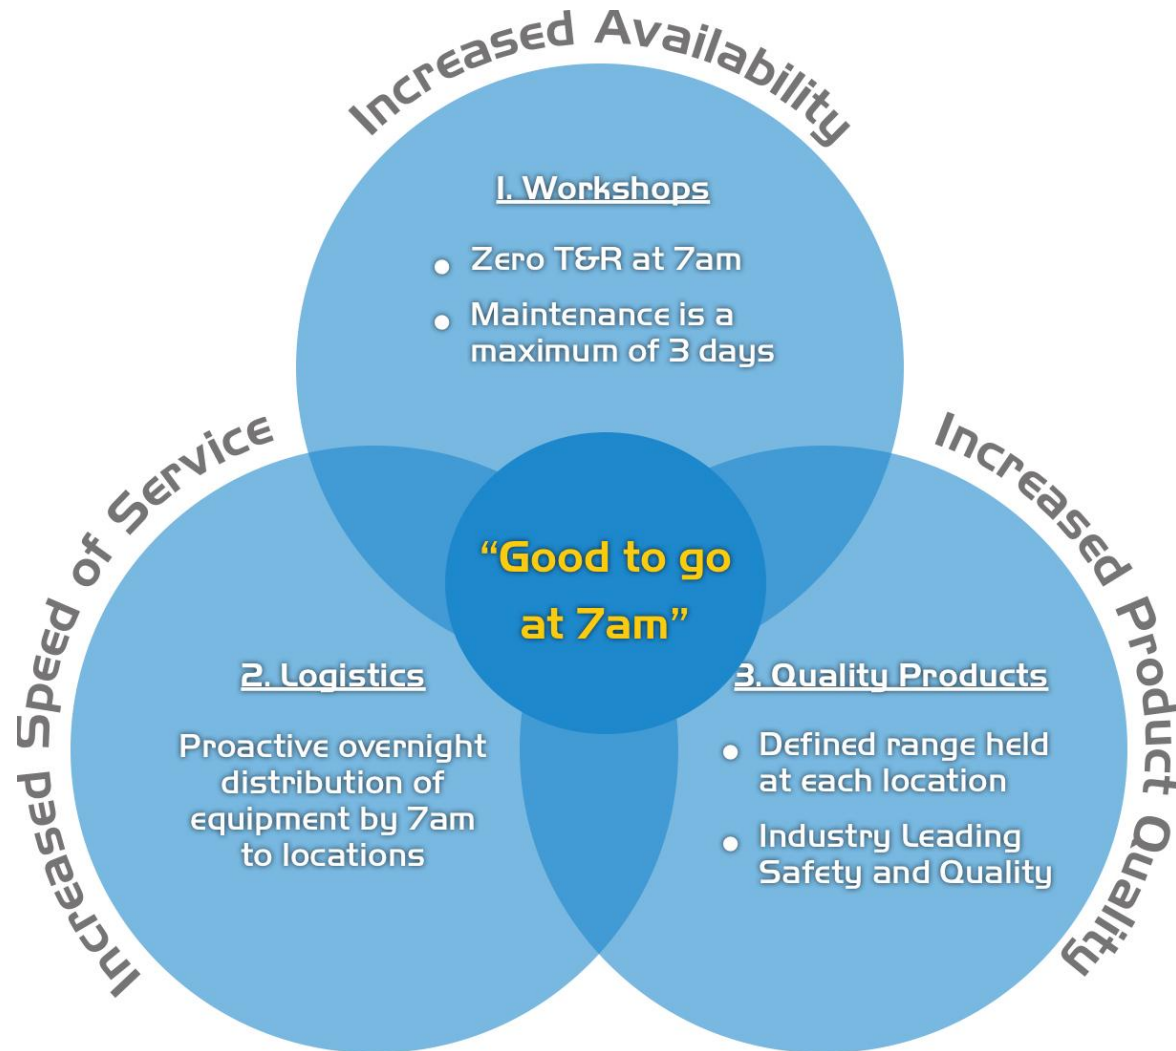 Increased Availability
1. Workshops
• Zero T&R at 7am
• Maintenance is a
maximum of 3 days
Increased Speed of Service
Increased Product Quality
“Good to go
at 7am”
2. Logistics
Proactive overnight
distribution of
equipment by 7am
to locations
3. Quality Products
• Defined range held
at each location
• Industry Leading
Safety and Quality